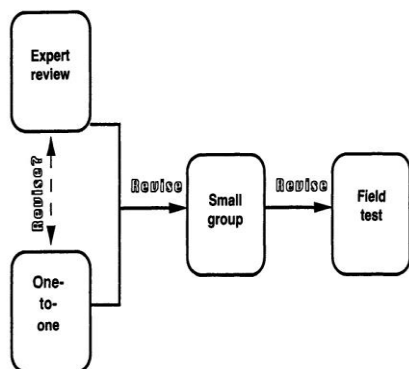 Expert
review
Revise?
One-
to-
one
Revise
Small
group
Revise
Field
test